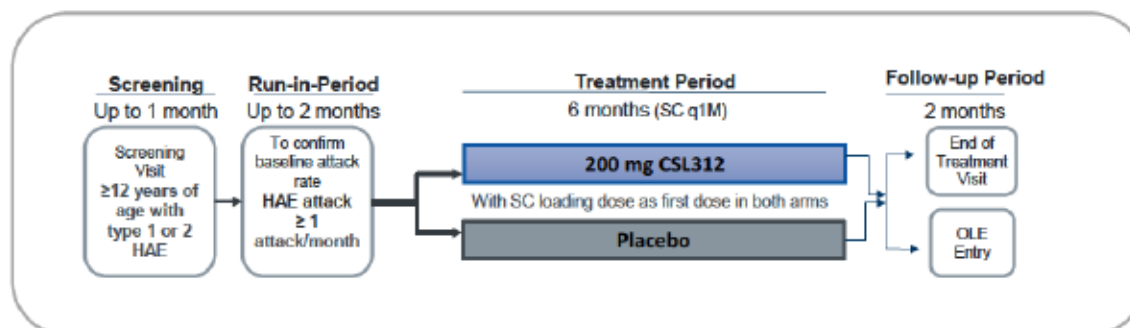 Screening
Up to 1 month
Screening
Visit
≥12 years of
age with
type 1 or 2
HAE
Run-in-Period
Up to 2 months
To confirm
baseline attack
rate
HAE attack
≥ 1
attack/month
Treatment Period
6 months (SC q1M)
200 mg CSL312
With SC loading dose as first dose in both arms
Placebo
Follow-up Period
2 months
End of
Treatment
Visit
OLE
Entry